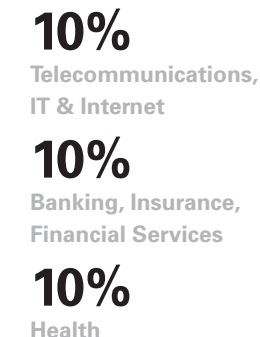 10%
Telecommunications,
IT & Internet
10%
Banking, Insurance,
Financial Services
10%
Health